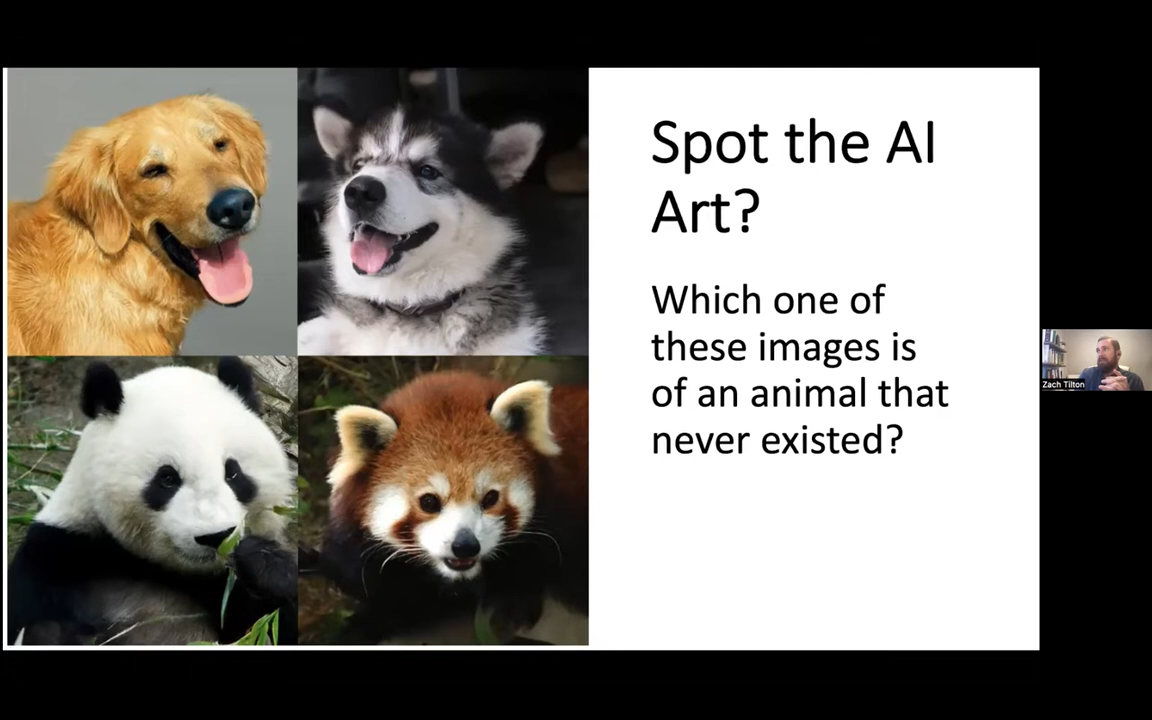 Spot the AI
Art?
Which one of
these images is
of an animal that
never existed?
Zach Tilton